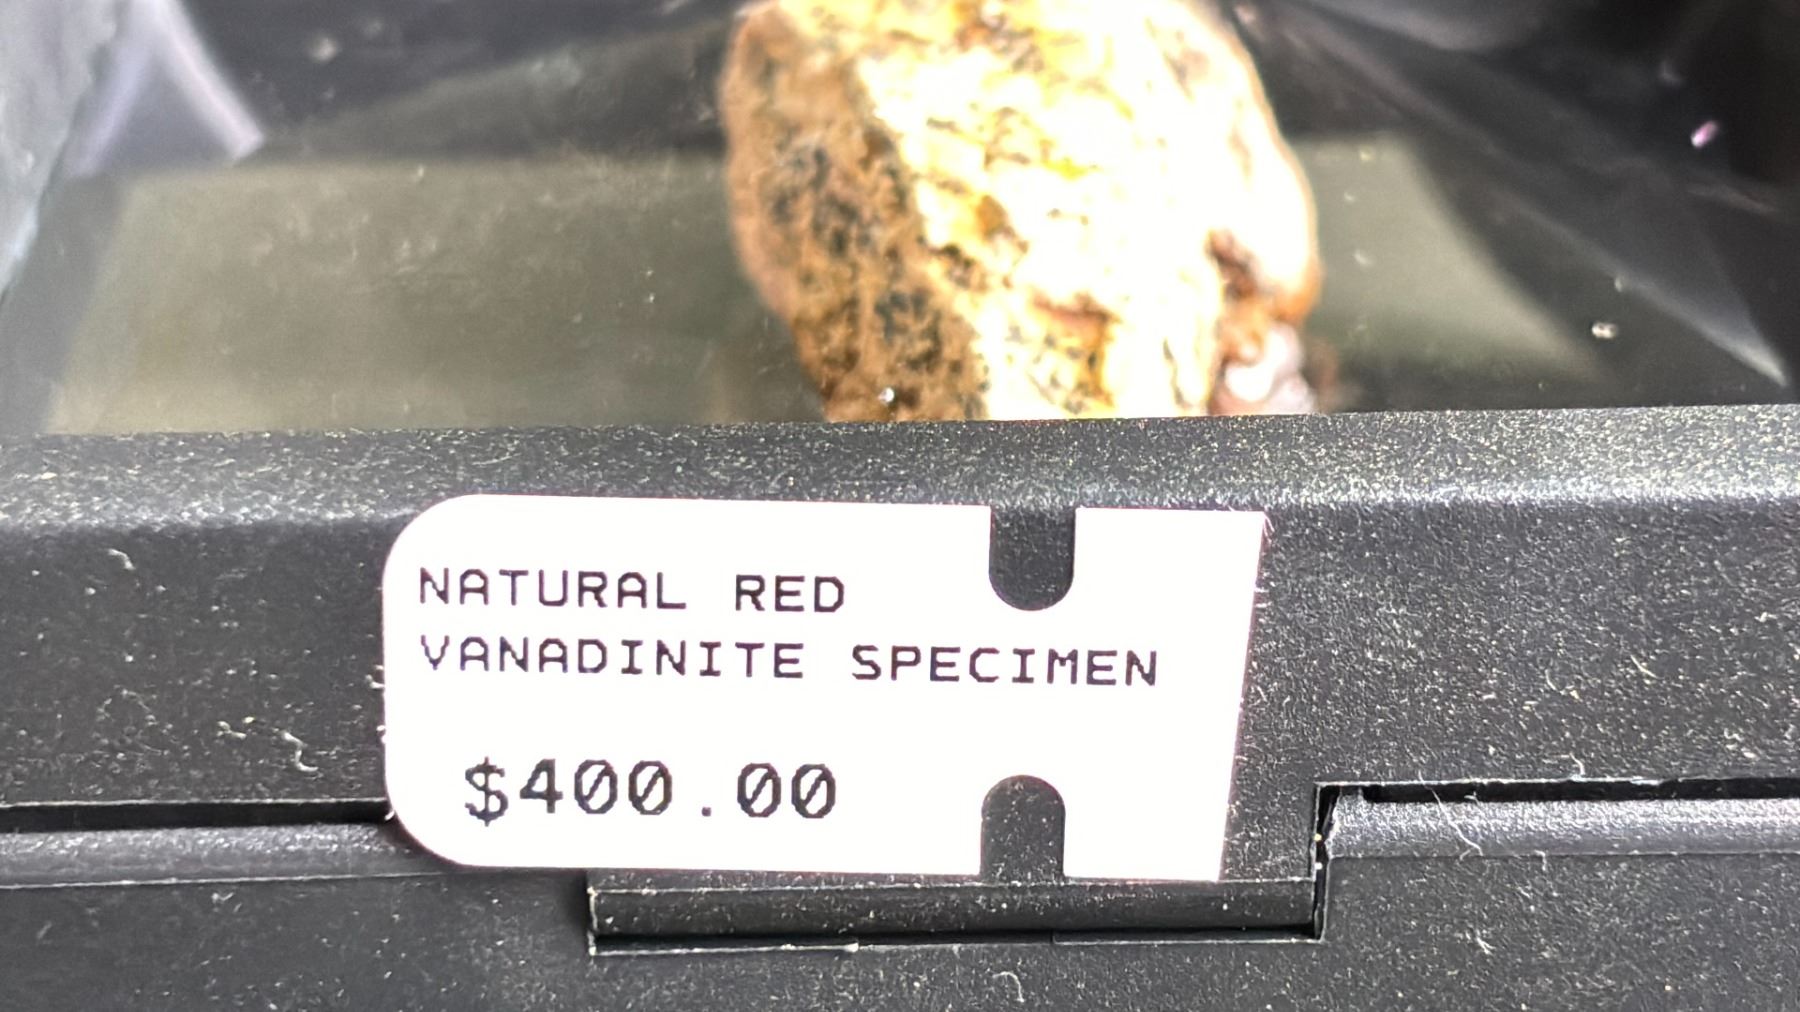 NATURAL RED
VANADINITE SPECIMEN
$400.00